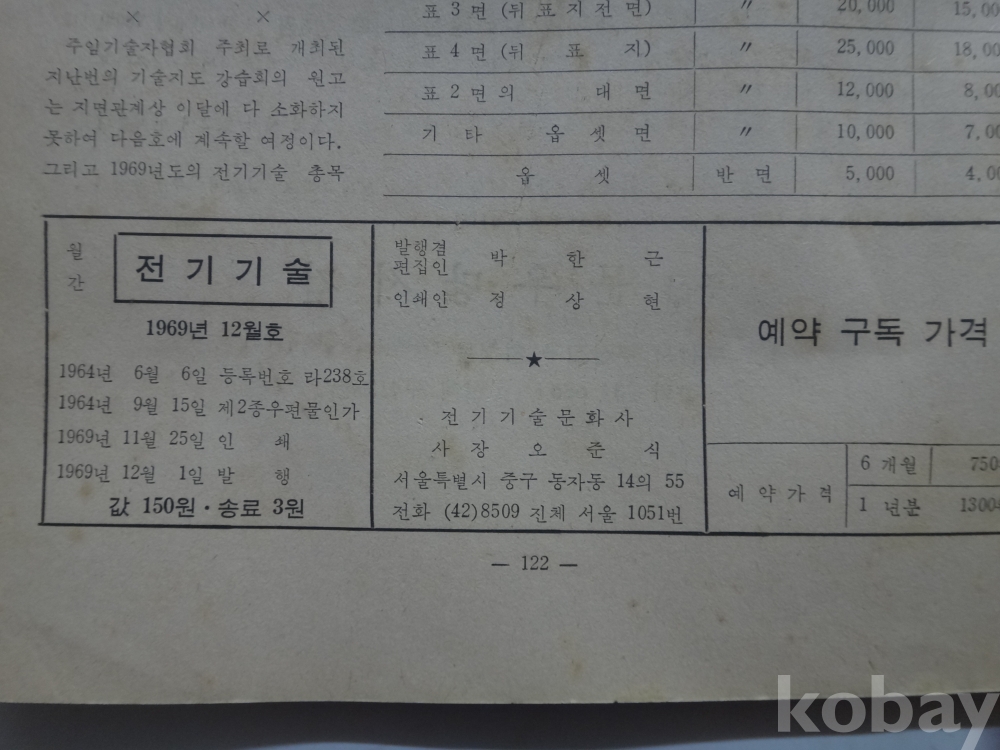 × ×
주일기술자협회 주최로 개최된
지난번의 기술지도 강습회의 원고
는 지면관계상 이달에 다 소화하지
못하여 다음호에 계속할 여정이다.
그리고 1969년도의 전기기술 총목
표 3 면 (뒤 표 지 전 면) 〃 20,000 15,00
표 4 면 (뒤 표 지) 〃 25,000 18,00
표 2 면 의 대 면 〃 12,000 8,00
기 타 옵 셋 면 〃 10,000 7,00
옵 셋 반 면 5,000 4,00
월간 전 기 기 술
1969년 12월호
1964년 6월 6일 등록번호 라238호
1964년 9월 15일 제2종우편물인가
1969년 11월 25일 인 쇄
1969년 12월 1일 발 행
값 150원·송료 3원
발행겸
편집인 박 한 근
인쇄인 정 상 현
★
전 기 기 술 문 화 사
사 장 오 준 식
서울특별시 중구 동자동 14의 55
전화 (42)8509 진체 서울 1051번
예약 구독 가격
예 약 가 격
6 개월 750
1 년분 1300
— 122 —
kobay